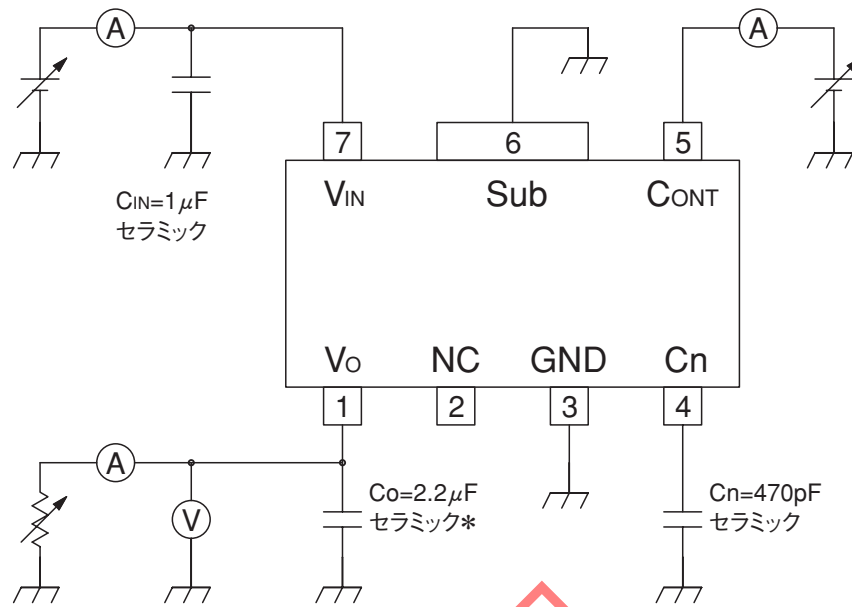 A
A
7
6
5
CIN=1μF
セラミック
VIN
Sub
CONT
VO
NC
GND
Cn
1
2
3
4
A
V
Co=2.2μF
セラミック*
Cn=470pF
セラミック